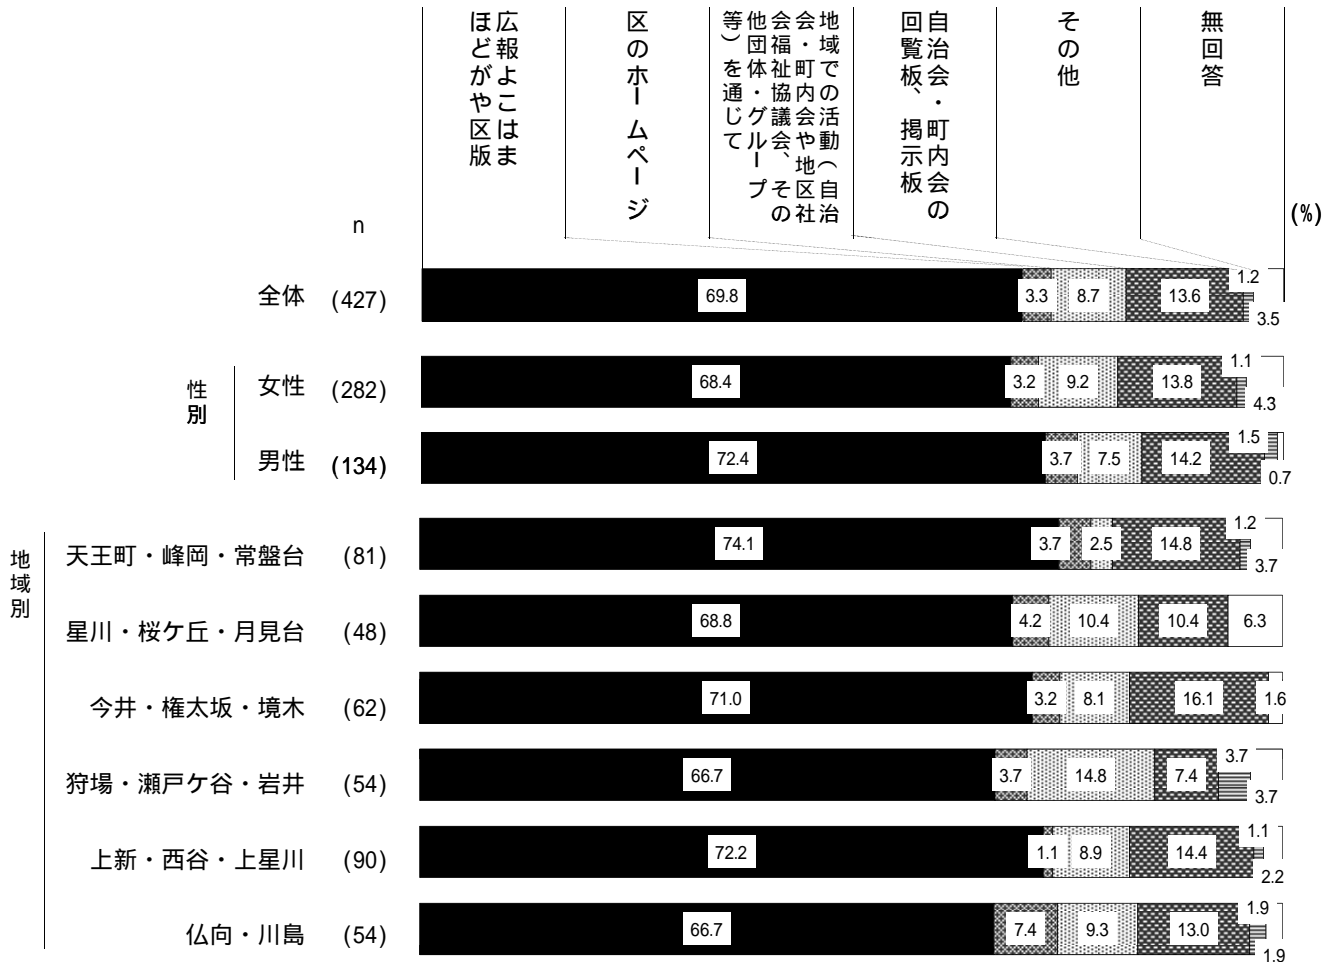 広報よこはま
ほどがや区版
区のホームページ
地域での活動（自治
会・町内会や地区社
会福祉協議会、その
他団体・グループ
等）を通じて
自治会・町内会の
回覧板、掲示板
その他
無回答
(%)
n
全体 (427) 69.8 3.3 8.7 13.6 1.2 3.5
性別
女性 (282) 68.4 3.2 9.2 13.8 1.1 4.3
男性 (134) 72.4 3.7 7.5 14.2 1.5 0.7
地域別
天王町・峰岡・常盤台 (81) 74.1 3.7 2.5 14.8 1.2 3.7
星川・桜ケ丘・月見台 (48) 68.8 4.2 10.4 10.4 6.3
今井・権太坂・境木 (62) 71.0 3.2 8.1 16.1 1.6
狩場・瀬戸ケ谷・岩井 (54) 66.7 3.7 14.8 7.4 3.7 3.7
上新・西谷・上星川 (90) 72.2 1.1 8.9 14.4 1.1 2.2
仏向・川島 (54) 66.7 7.4 9.3 13.0 1.9 1.9